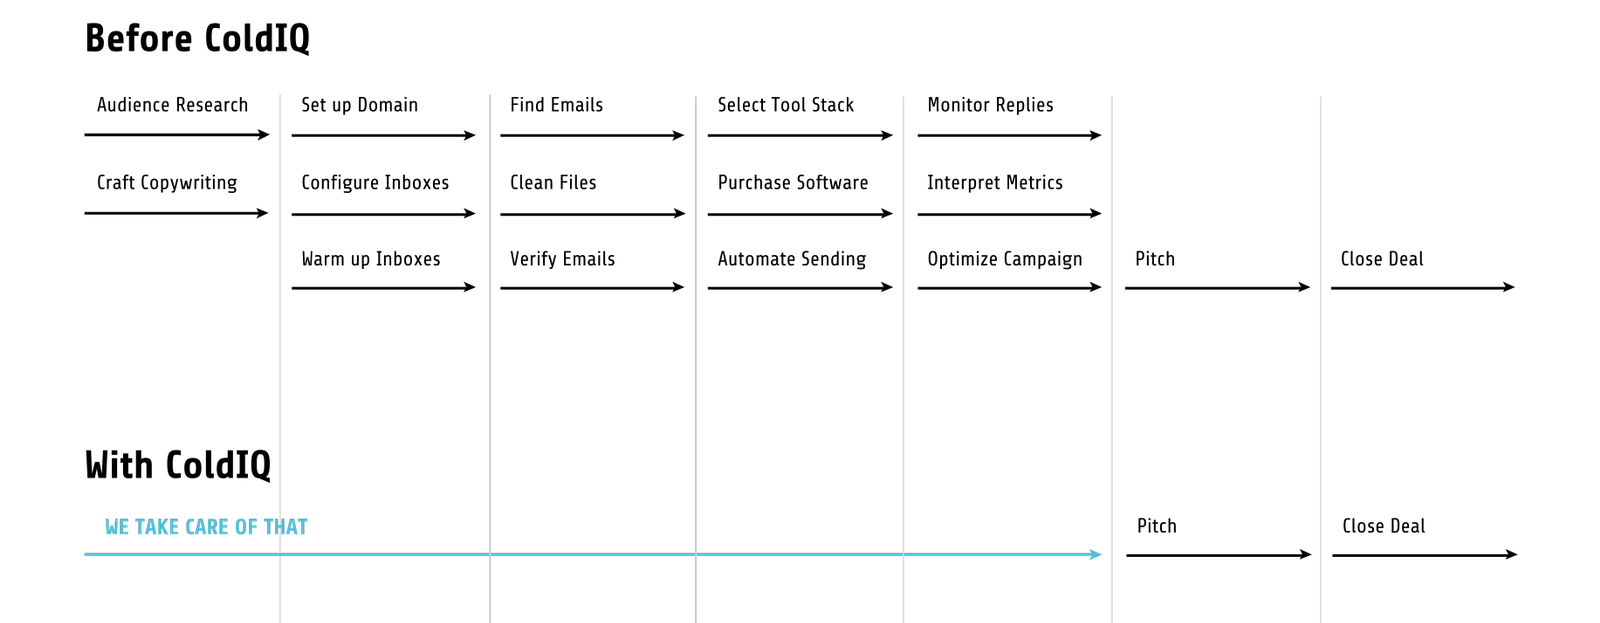 Before ColdIQ
Audience Research
Set up Domain
Find Emails
Select Tool Stack
Monitor Replies
Craft Copywriting
Configure Inboxes
Clean Files
Purchase Software
Interpret Metrics
Warm up Inboxes
Verify Emails
Automate Sending
Optimize Campaign
Pitch
Close Deal
With ColdIQ
WE TAKE CARE OF THAT
Pitch
Close Deal